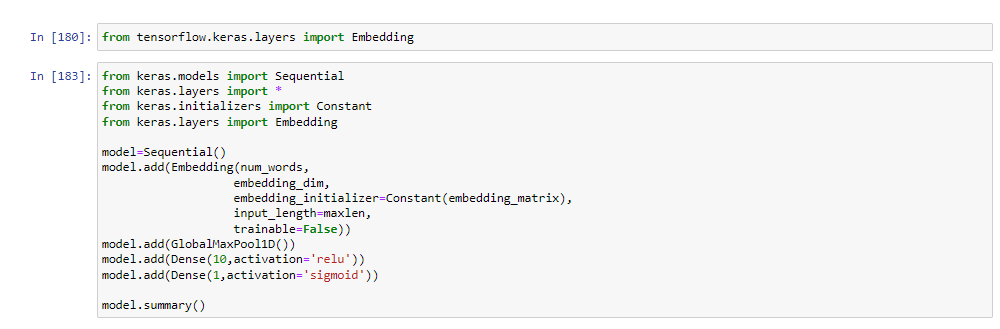 In [180]: from tensorflow.keras.layers import Embedding
In [183]: from keras.models import Sequential
from keras.layers import *
from keras.initializers import Constant
from keras.layers import Embedding

model=Sequential()
model.add(Embedding(num_words,
                    embedding_dim,
                    embedding_initializer=Constant(embedding_matrix),
                    input_length=maxlen,
                    trainable=False))
model.add(GlobalMaxPool1D())
model.add(Dense(10,activation='relu'))
model.add(Dense(1,activation='sigmoid'))

model.summary()